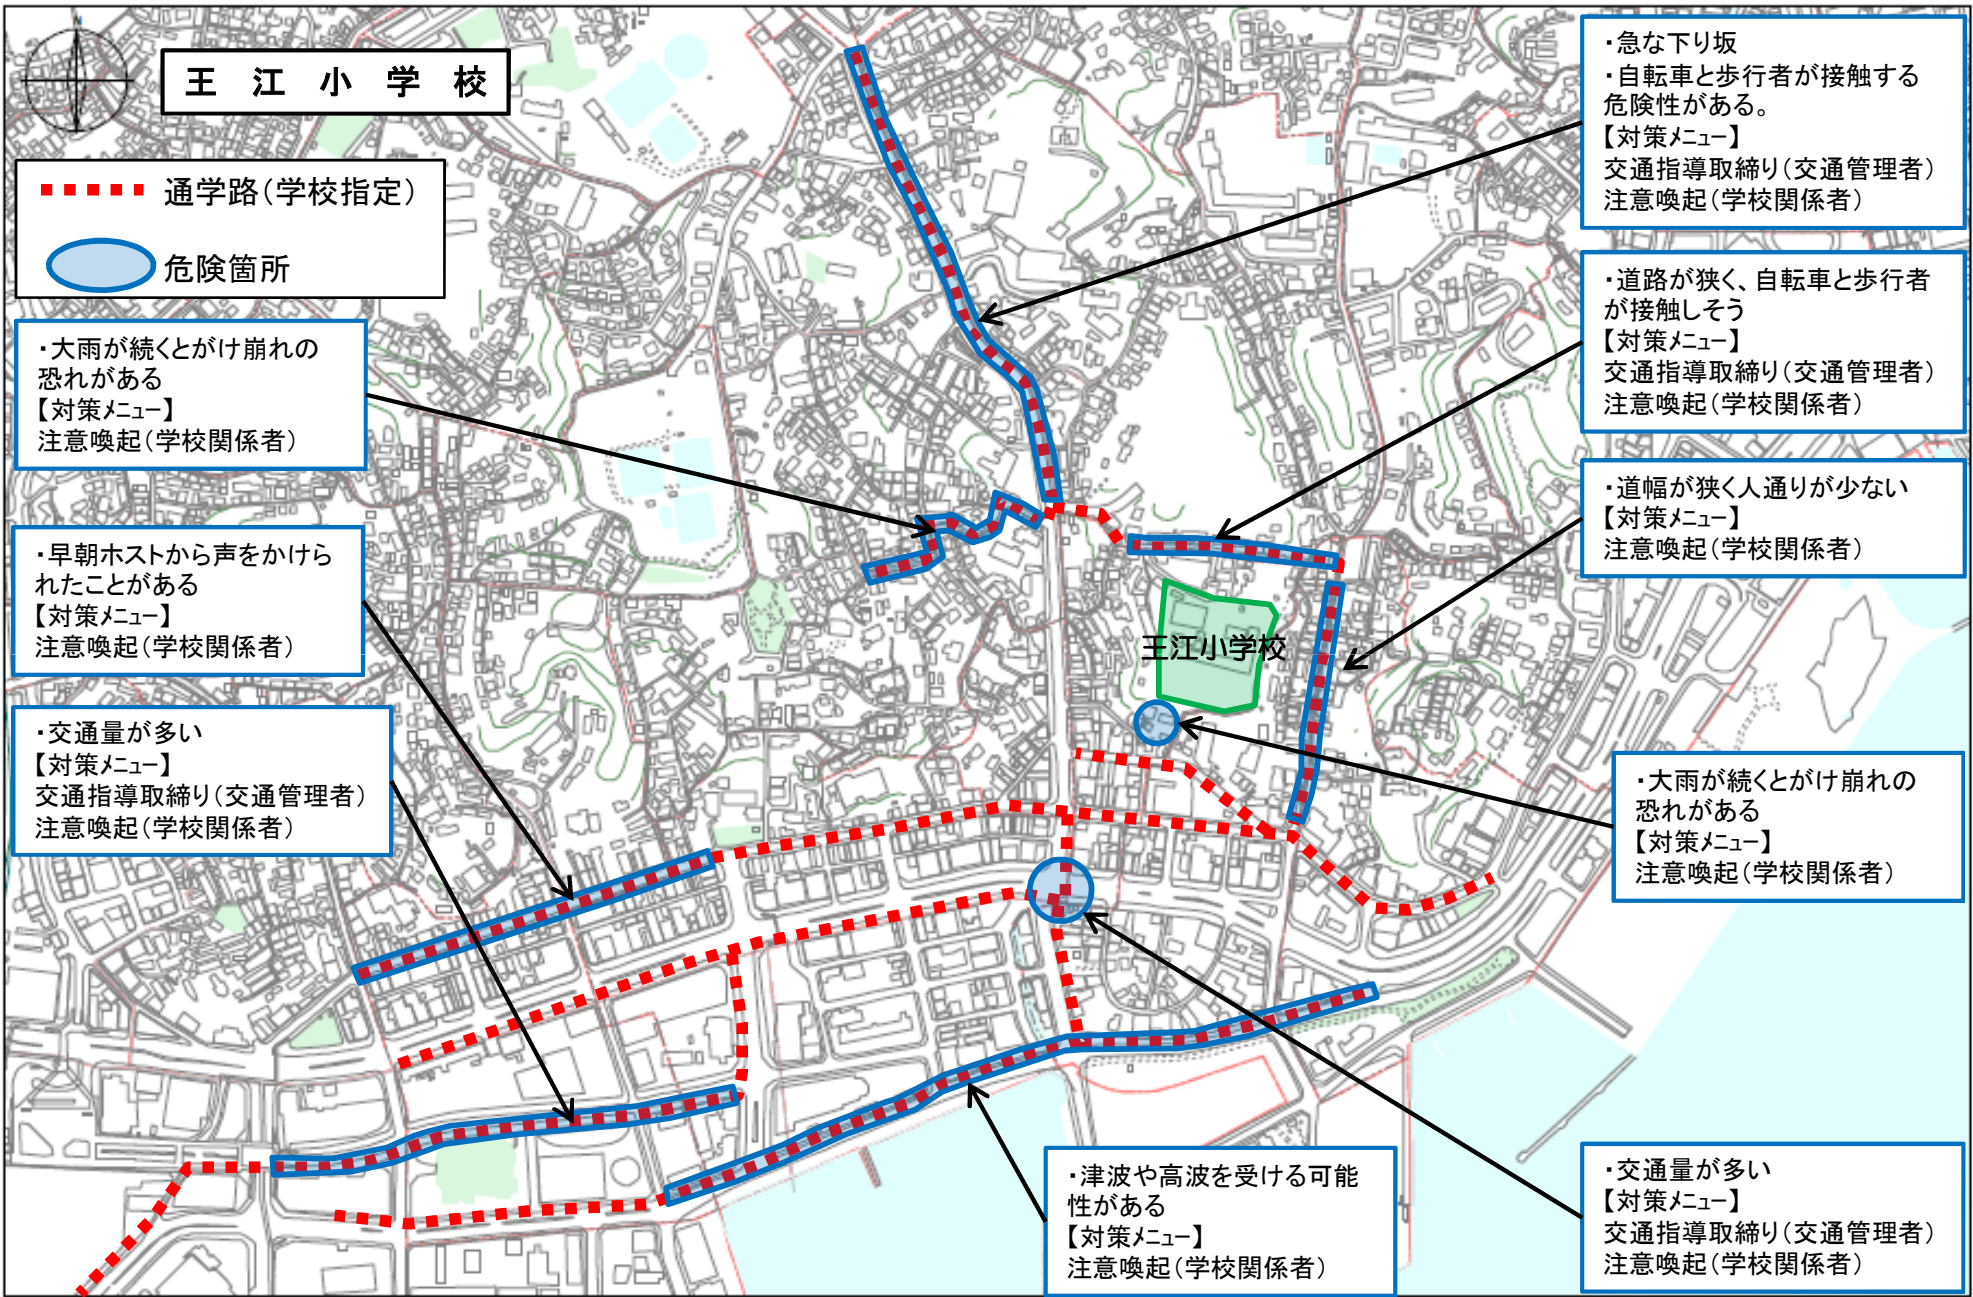 王江小学校
通学路(学校指定)
危険箇所
・大雨が続くとがけ崩れの
恐れがある
【対策メニュー】
注意喚起(学校関係者)
・早朝ホストから声をかけら
れたことがある
【対策メニュー】
注意喚起(学校関係者)
・交通量が多い
【対策メニュー】
交通指導取締り(交通管理者)
注意喚起(学校関係者)
・急な下り坂
・自転車と歩行者が接触する
危険性がある。
【対策メニュー】
交通指導取締り(交通管理者)
注意喚起(学校関係者)
・道路が狭く、自転車と歩行者
が接触しそう
【対策メニュー】
交通指導取締り(交通管理者)
注意喚起(学校関係者)
・道幅が狭く人通りが少ない
【対策メニュー】
注意喚起(学校関係者)
王江小学校
・大雨が続くとがけ崩れの
恐れがある
【対策メニュー】
注意喚起(学校関係者)
・津波や高波を受ける可能
性がある
【対策メニュー】
注意喚起(学校関係者)
・交通量が多い
【対策メニュー】
交通指導取締り(交通管理者)
注意喚起(学校関係者)